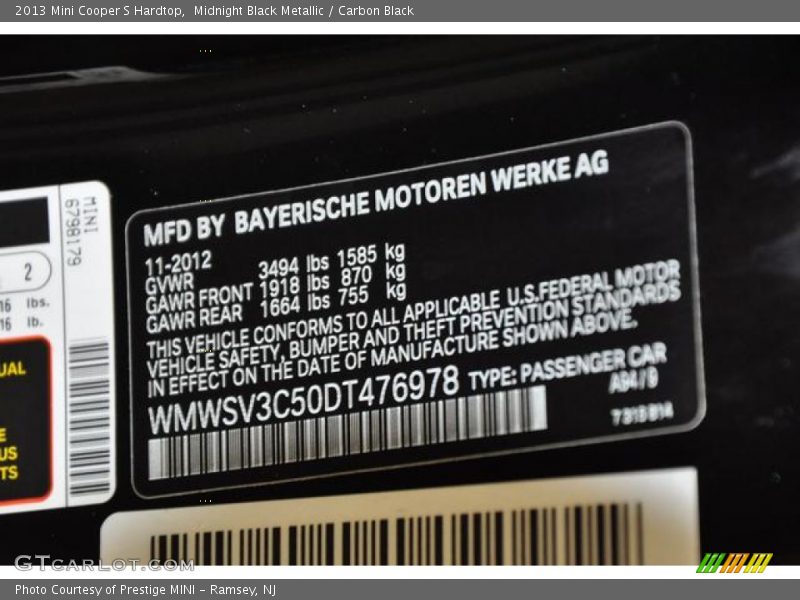 2013 Mini Cooper S Hardtop,  Midnight Black Metallic / Carbon Black
MINI
6798179
2
16 lbs.
16 lb.
UAL
E
US
TS
MFD BY BAYERISCHE MOTOREN WERKE AG
11-2012
GVWR 3494 lbs 1585 kg
GAWR FRONT 1918 lbs 870 kg
GAWR REAR 1664 lbs 755 kg
THIS VEHICLE CONFORMS TO ALL APPLICABLE U.S.FEDERAL MOTOR
VEHICLE SAFETY, BUMPER AND THEFT PREVENTION STANDARDS
IN EFFECT ON THE DATE OF MANUFACTURE SHOWN ABOVE.
WMWSV3C50DT476978 TYPE: PASSENGER CAR
GTcarlot.com
Photo Courtesy of Prestige MINI - Ramsey, NJ